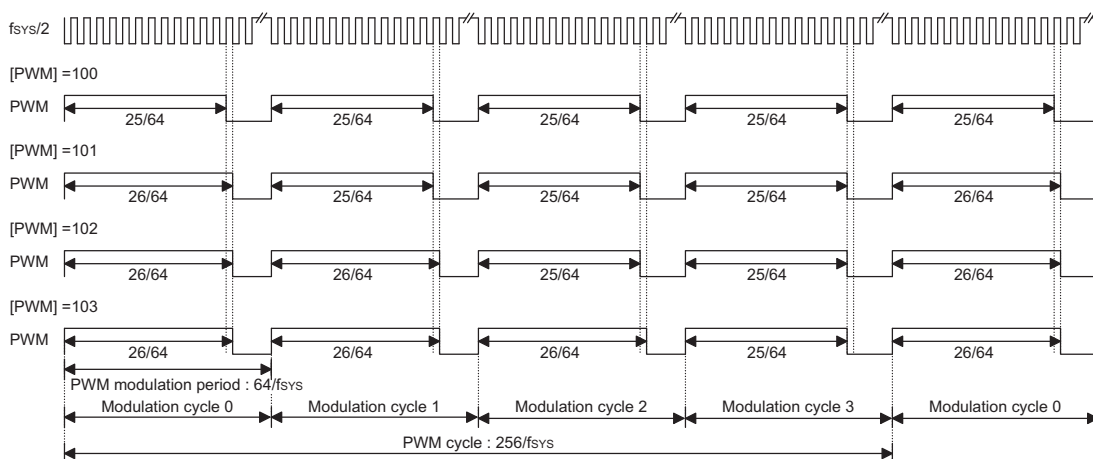 fSYS/2
[PWM] =100
PWM
25/64 25/64 25/64 25/64 25/64
[PWM] =101
PWM
26/64 25/64 25/64 25/64 26/64
[PWM] =102
PWM
26/64 26/64 25/64 25/64 26/64
[PWM] =103
PWM
26/64 26/64 26/64 25/64 26/64
PWM modulation period : 64/fSYS
Modulation cycle 0 Modulation cycle 1 Modulation cycle 2 Modulation cycle 3 Modulation cycle 0
PWM cycle : 256/fSYS